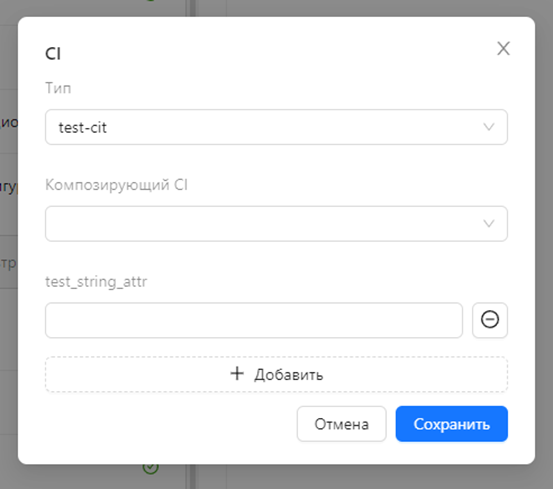 CI
Тип
test-cit
Композирующий CI
test_string_attr
Добавить
Отмена
Сохранить